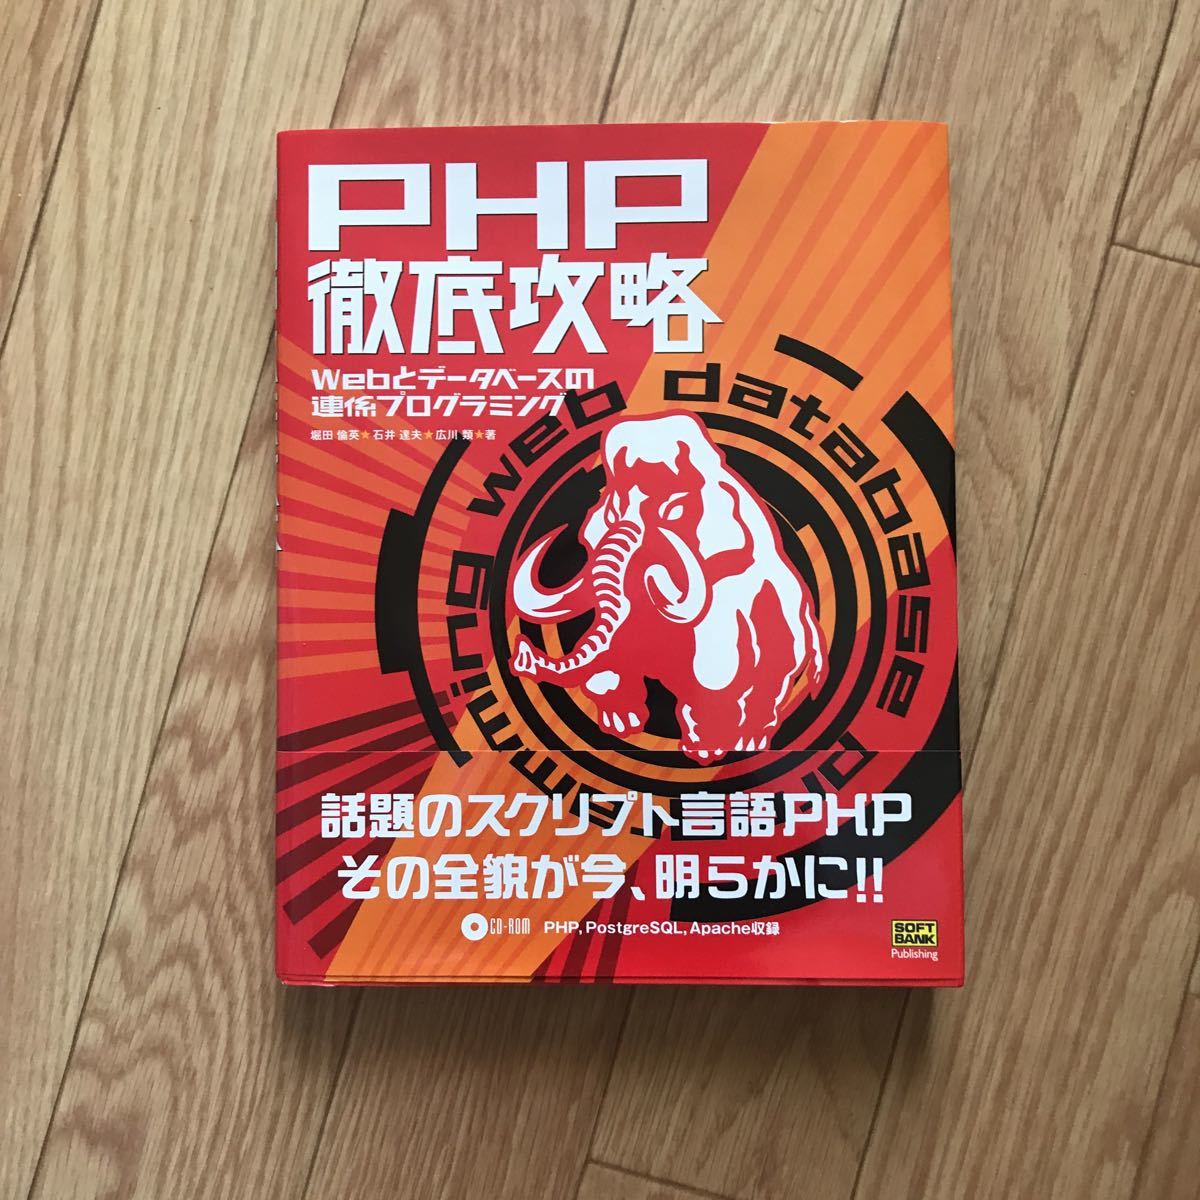 PHP
徹底攻略
Webとデータベースの
連係プログラミング
堀田 倫英★石井 達夫★広川 類★著
web database pr
ramming
話題のスクリプト言語PHP
その全貌が今、明らかに!!
CD-ROM PHP, PostgreSQL, Apache収録
SOFT
BANK
Publishing